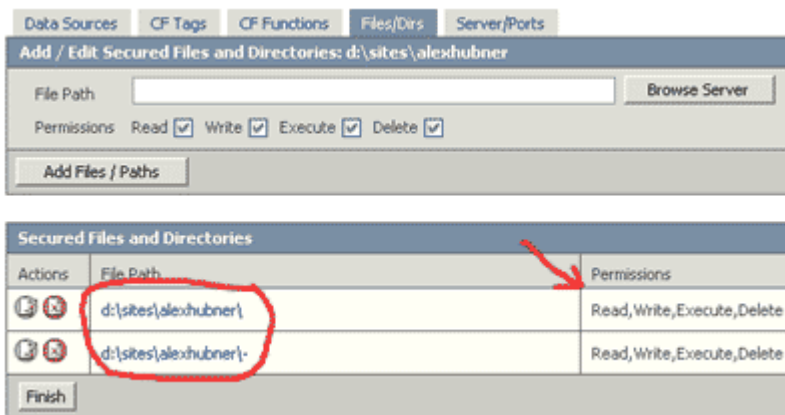 Data Sources CF Tags CF Functions Files/Dirs Server/Ports
Add / Edit Secured Files and Directories: d:\sites\alexhubner
File Path Browse Server
Permissions Read Write Execute Delete
Add Files / Paths
Secured Files and Directories
Actions File Path Permissions
d:\sites\alexhubner\ Read,Write,Execute,Delete
d:\sites\alexhubner\- Read,Write,Execute,Delete
Finish